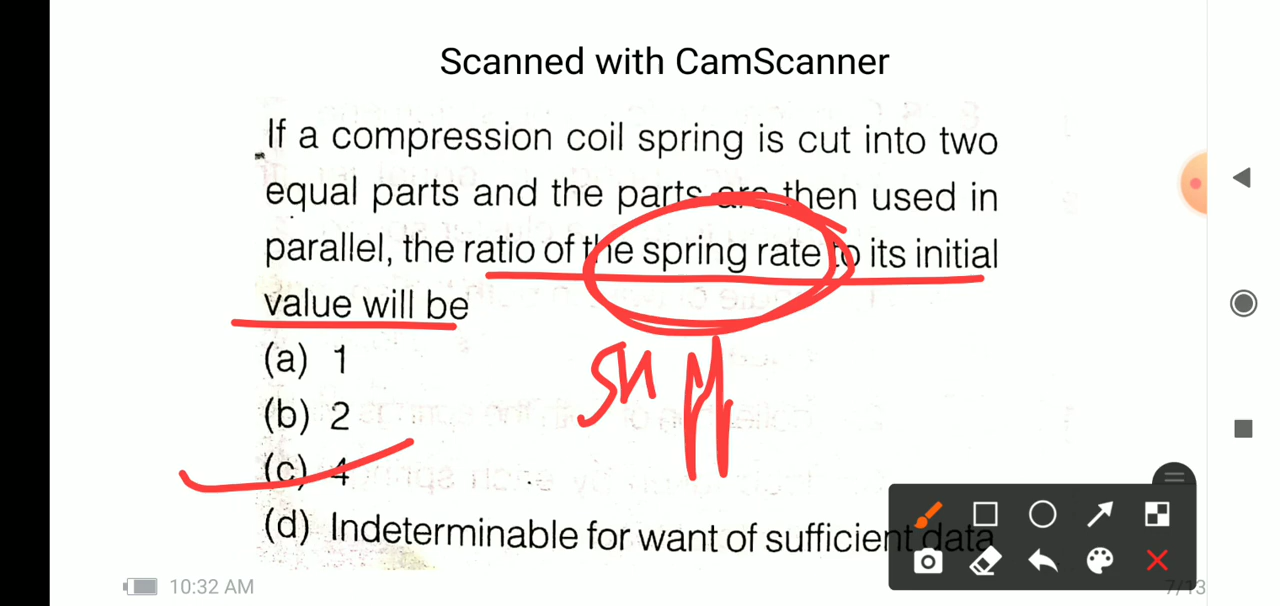 Scanned with CamScanner
If a compression coil spring is cut into two
equal parts and the parts are then used in
parallel, the ratio of the spring rate to its initial
value will be
(a) 1
(b) 2
(c) 4
(d) Indeterminable for want of sufficient data
10:32 AM
7/13